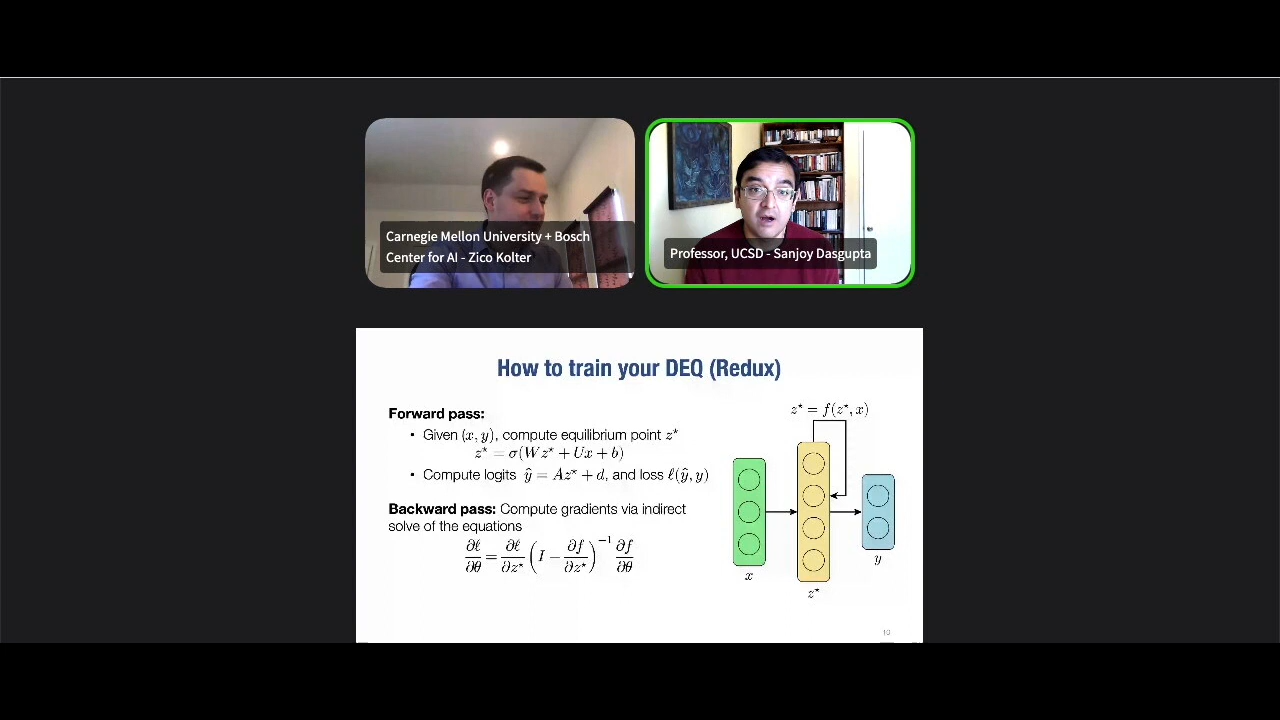 Carnegie Mellon University + Bosch
Center for AI - Zico Kolter
Professor, UCSD - Sanjoy Dasgupta
How to train your DEQ (Redux)
Forward pass:
• Given (x, y), compute equilibrium point z⋆
z⋆ = σ(Wz⋆ + Ux + b)
• Compute logits ŷ = Az⋆ + d, and loss ℓ(ŷ, y)
Backward pass: Compute gradients via indirect
solve of the equations
∂ℓ/∂θ = ∂ℓ/∂z⋆ (I − ∂f/∂z⋆)⁻¹ ∂f/∂θ
z⋆ = f(z⋆, x)
x
z⋆
y
10